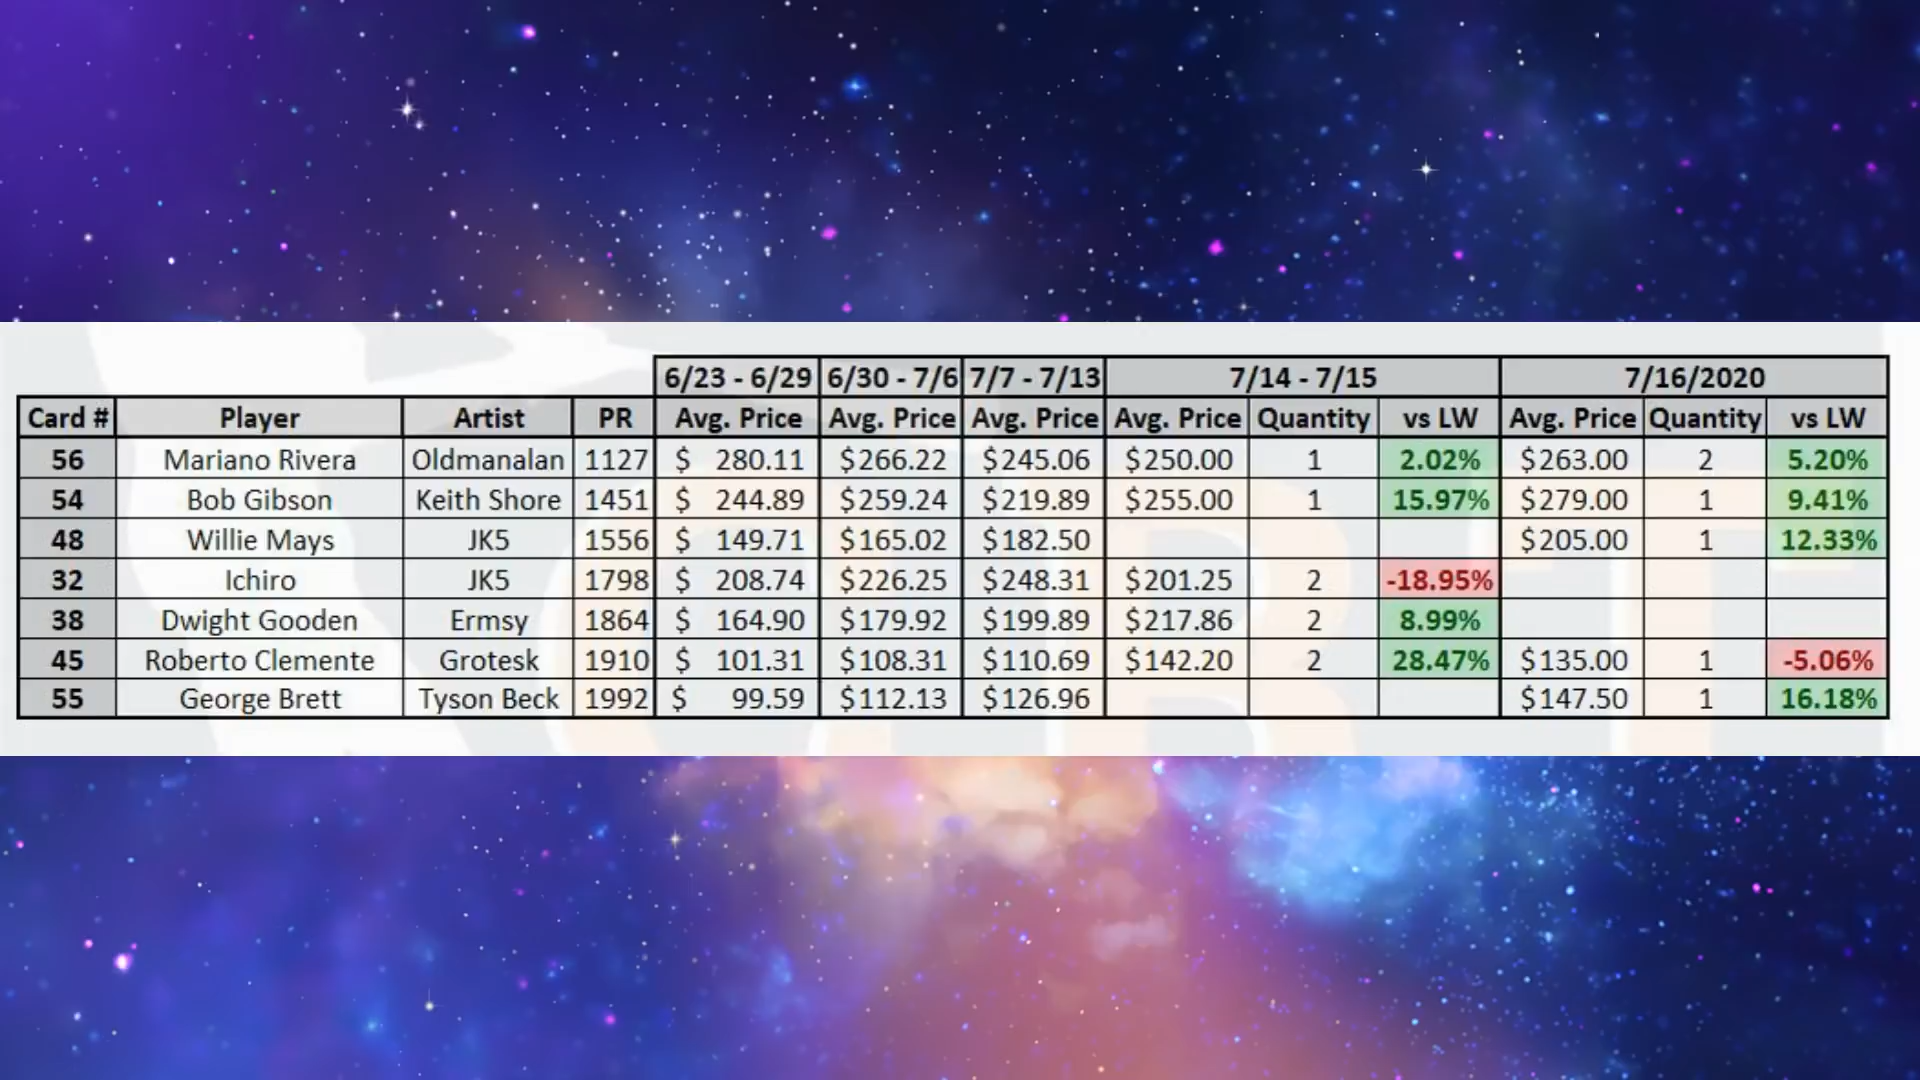 6/23 - 6/29 6/30 - 7/6 7/7 - 7/13 7/14 - 7/15 7/16/2020
Card # Player Artist PR Avg. Price Avg. Price Avg. Price Avg. Price Quantity vs LW Avg. Price Quantity vs LW
56 Mariano Rivera Oldmanalan 1127 $ 280.11 $266.22 $245.06 $250.00 1 2.02% $263.00 2 5.20%
54 Bob Gibson Keith Shore 1451 $ 244.89 $259.24 $219.89 $255.00 1 15.97% $279.00 1 9.41%
48 Willie Mays JK5 1556 $ 149.71 $165.02 $182.50 $205.00 1 12.33%
32 Ichiro JK5 1798 $ 208.74 $226.25 $248.31 $201.25 2 -18.95%
38 Dwight Gooden Ermsy 1864 $ 164.90 $179.92 $199.89 $217.86 2 8.99%
45 Roberto Clemente Grotesk 1910 $ 101.31 $108.31 $110.69 $142.20 2 28.47% $135.00 1 -5.06%
55 George Brett Tyson Beck 1992 $ 99.59 $112.13 $126.96 $147.50 1 16.18%